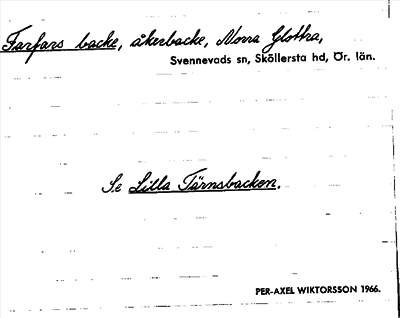 Farfars backe, åkerbacke, Norra Glottra,
Svennevads sn, Sköllersta hd, Ör. län.
Se Lilla Tärnsbacken.
PER-AXEL WIKTORSSON 1966.